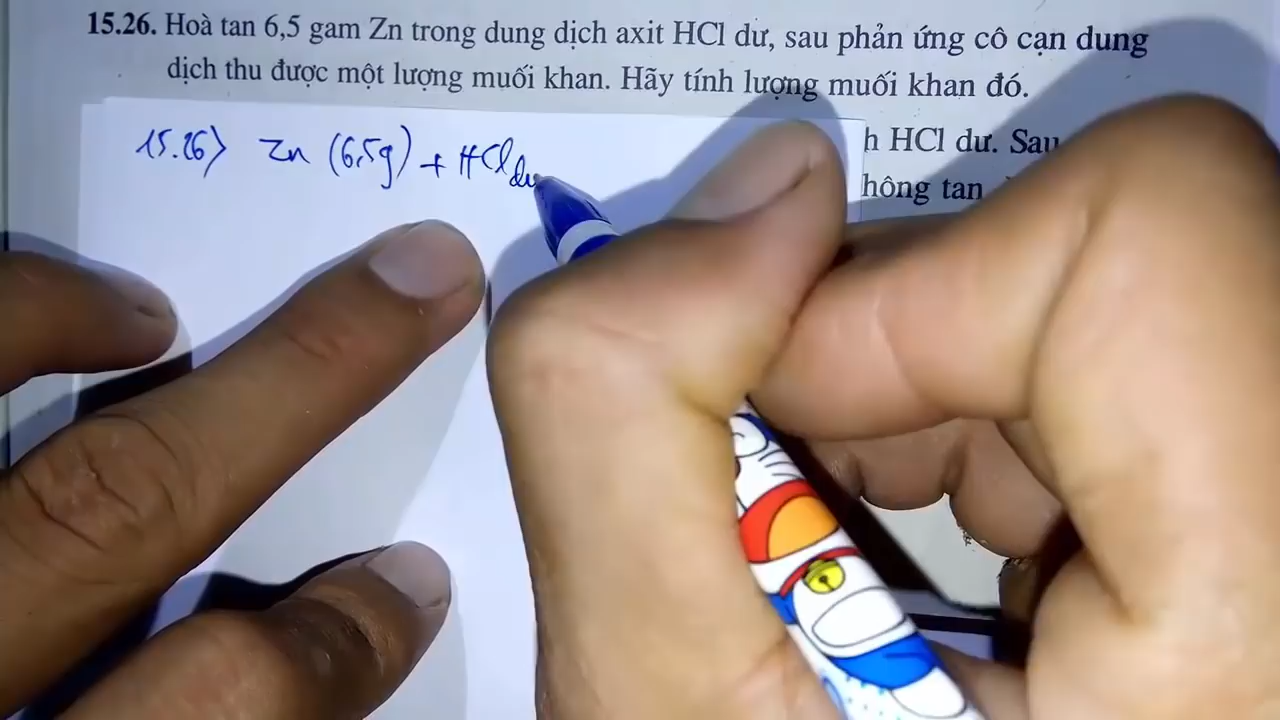 15.26. Hoà tan 6,5 gam Zn trong dung dịch axit HCl dư, sau phản ứng cô cạn dung
dịch thu được một lượng muối khan. Hãy tính lượng muối khan đó.
h HCl dư. Sau
hông tan
15.26> Zn (6,5g) + HCl dư